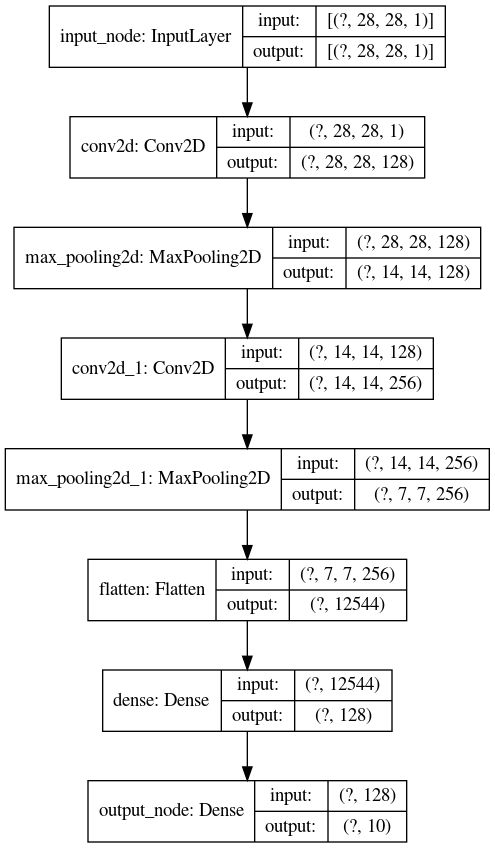 input_node: InputLayer
input: [(?, 28, 28, 1)]
output: [(?, 28, 28, 1)]
conv2d: Conv2D
input: (?, 28, 28, 1)
output: (?, 28, 28, 128)
max_pooling2d: MaxPooling2D
input: (?, 28, 28, 128)
output: (?, 14, 14, 128)
conv2d_1: Conv2D
input: (?, 14, 14, 128)
output: (?, 14, 14, 256)
max_pooling2d_1: MaxPooling2D
input: (?, 14, 14, 256)
output: (?, 7, 7, 256)
flatten: Flatten
input: (?, 7, 7, 256)
output: (?, 12544)
dense: Dense
input: (?, 12544)
output: (?, 128)
output_node: Dense
input: (?, 128)
output: (?, 10)